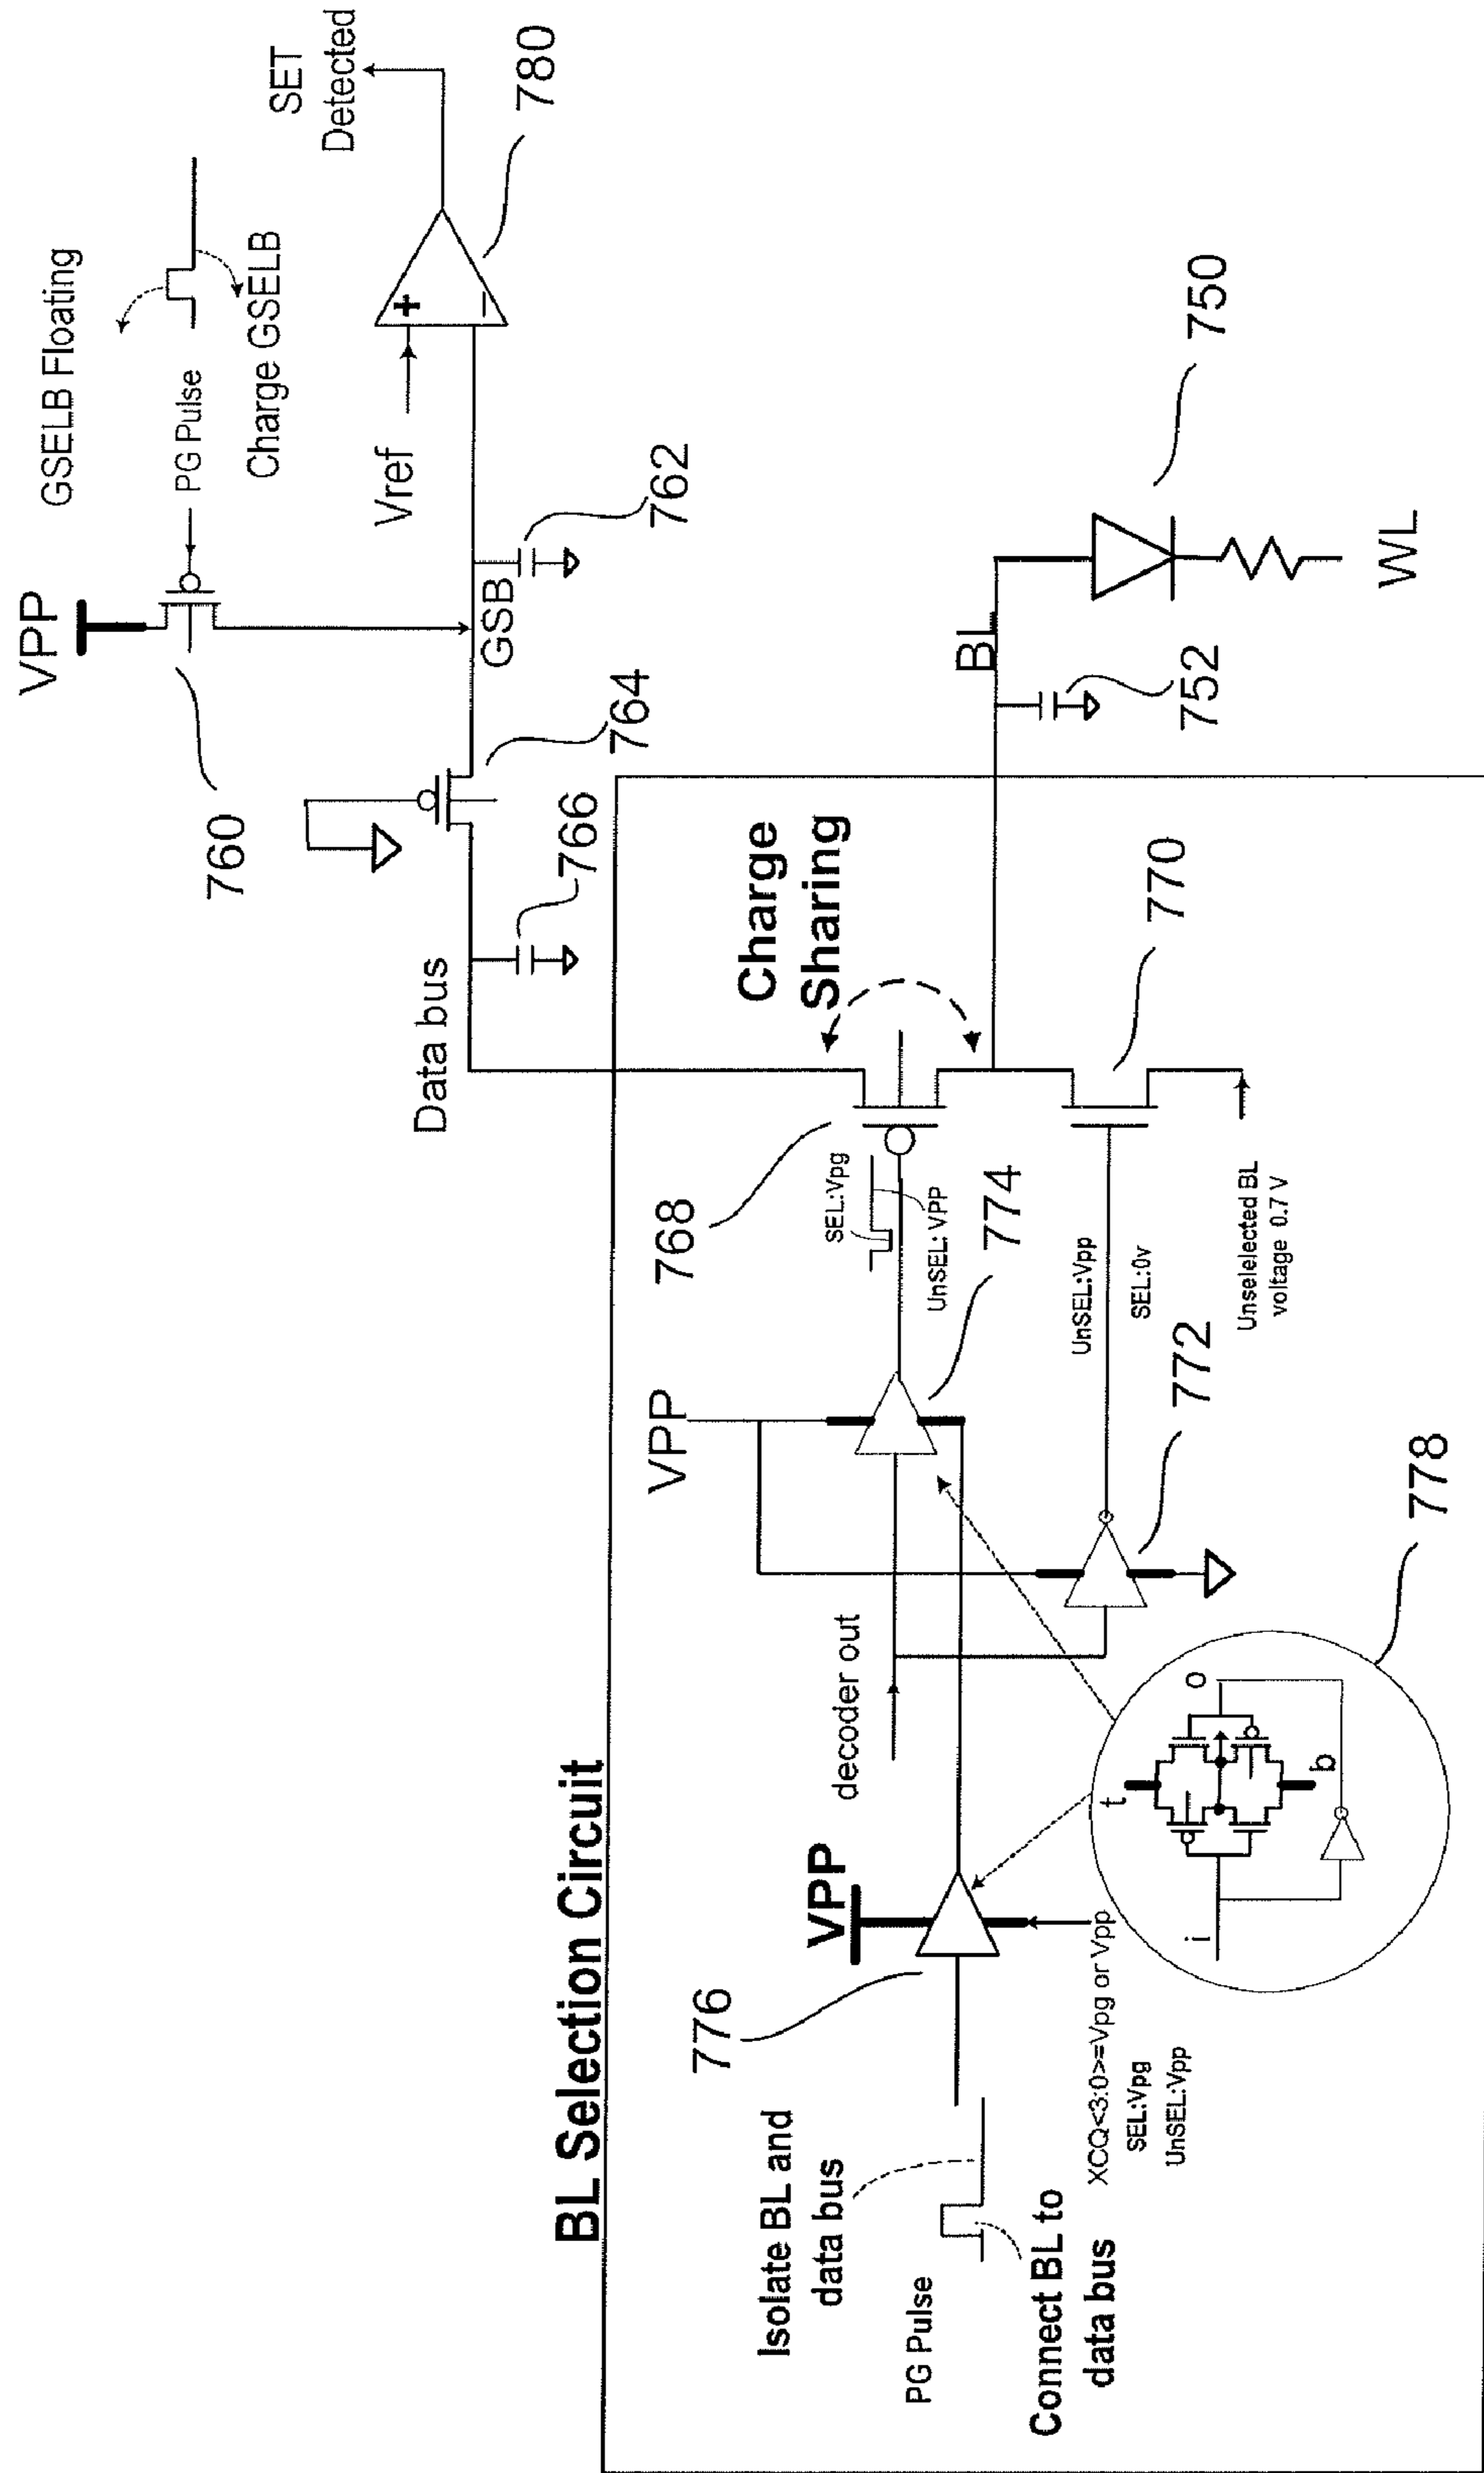 VPP
GSELB Floating
PG Pulse
Charge GSELB
SET
Detected
780
Vref
760
764
GSB
762
766
Data bus
BL Selection Circuit
Charge
Sharing
BL
752
750
WL
768
770
SEL:Vpg
UnSEL: VPP
774
VPP
decoder out
UnSEL:Vpp
SEL:0v
772
Unselelected BL
voltage 0.7 V
VPP
776
Isolate BL and
data bus
PG Pulse
Connect BL to
data bus
XCQ<3:0>=Vpg or Vpp
SEL:Vpg
UnSEL:Vpp
i
t
o
b
778